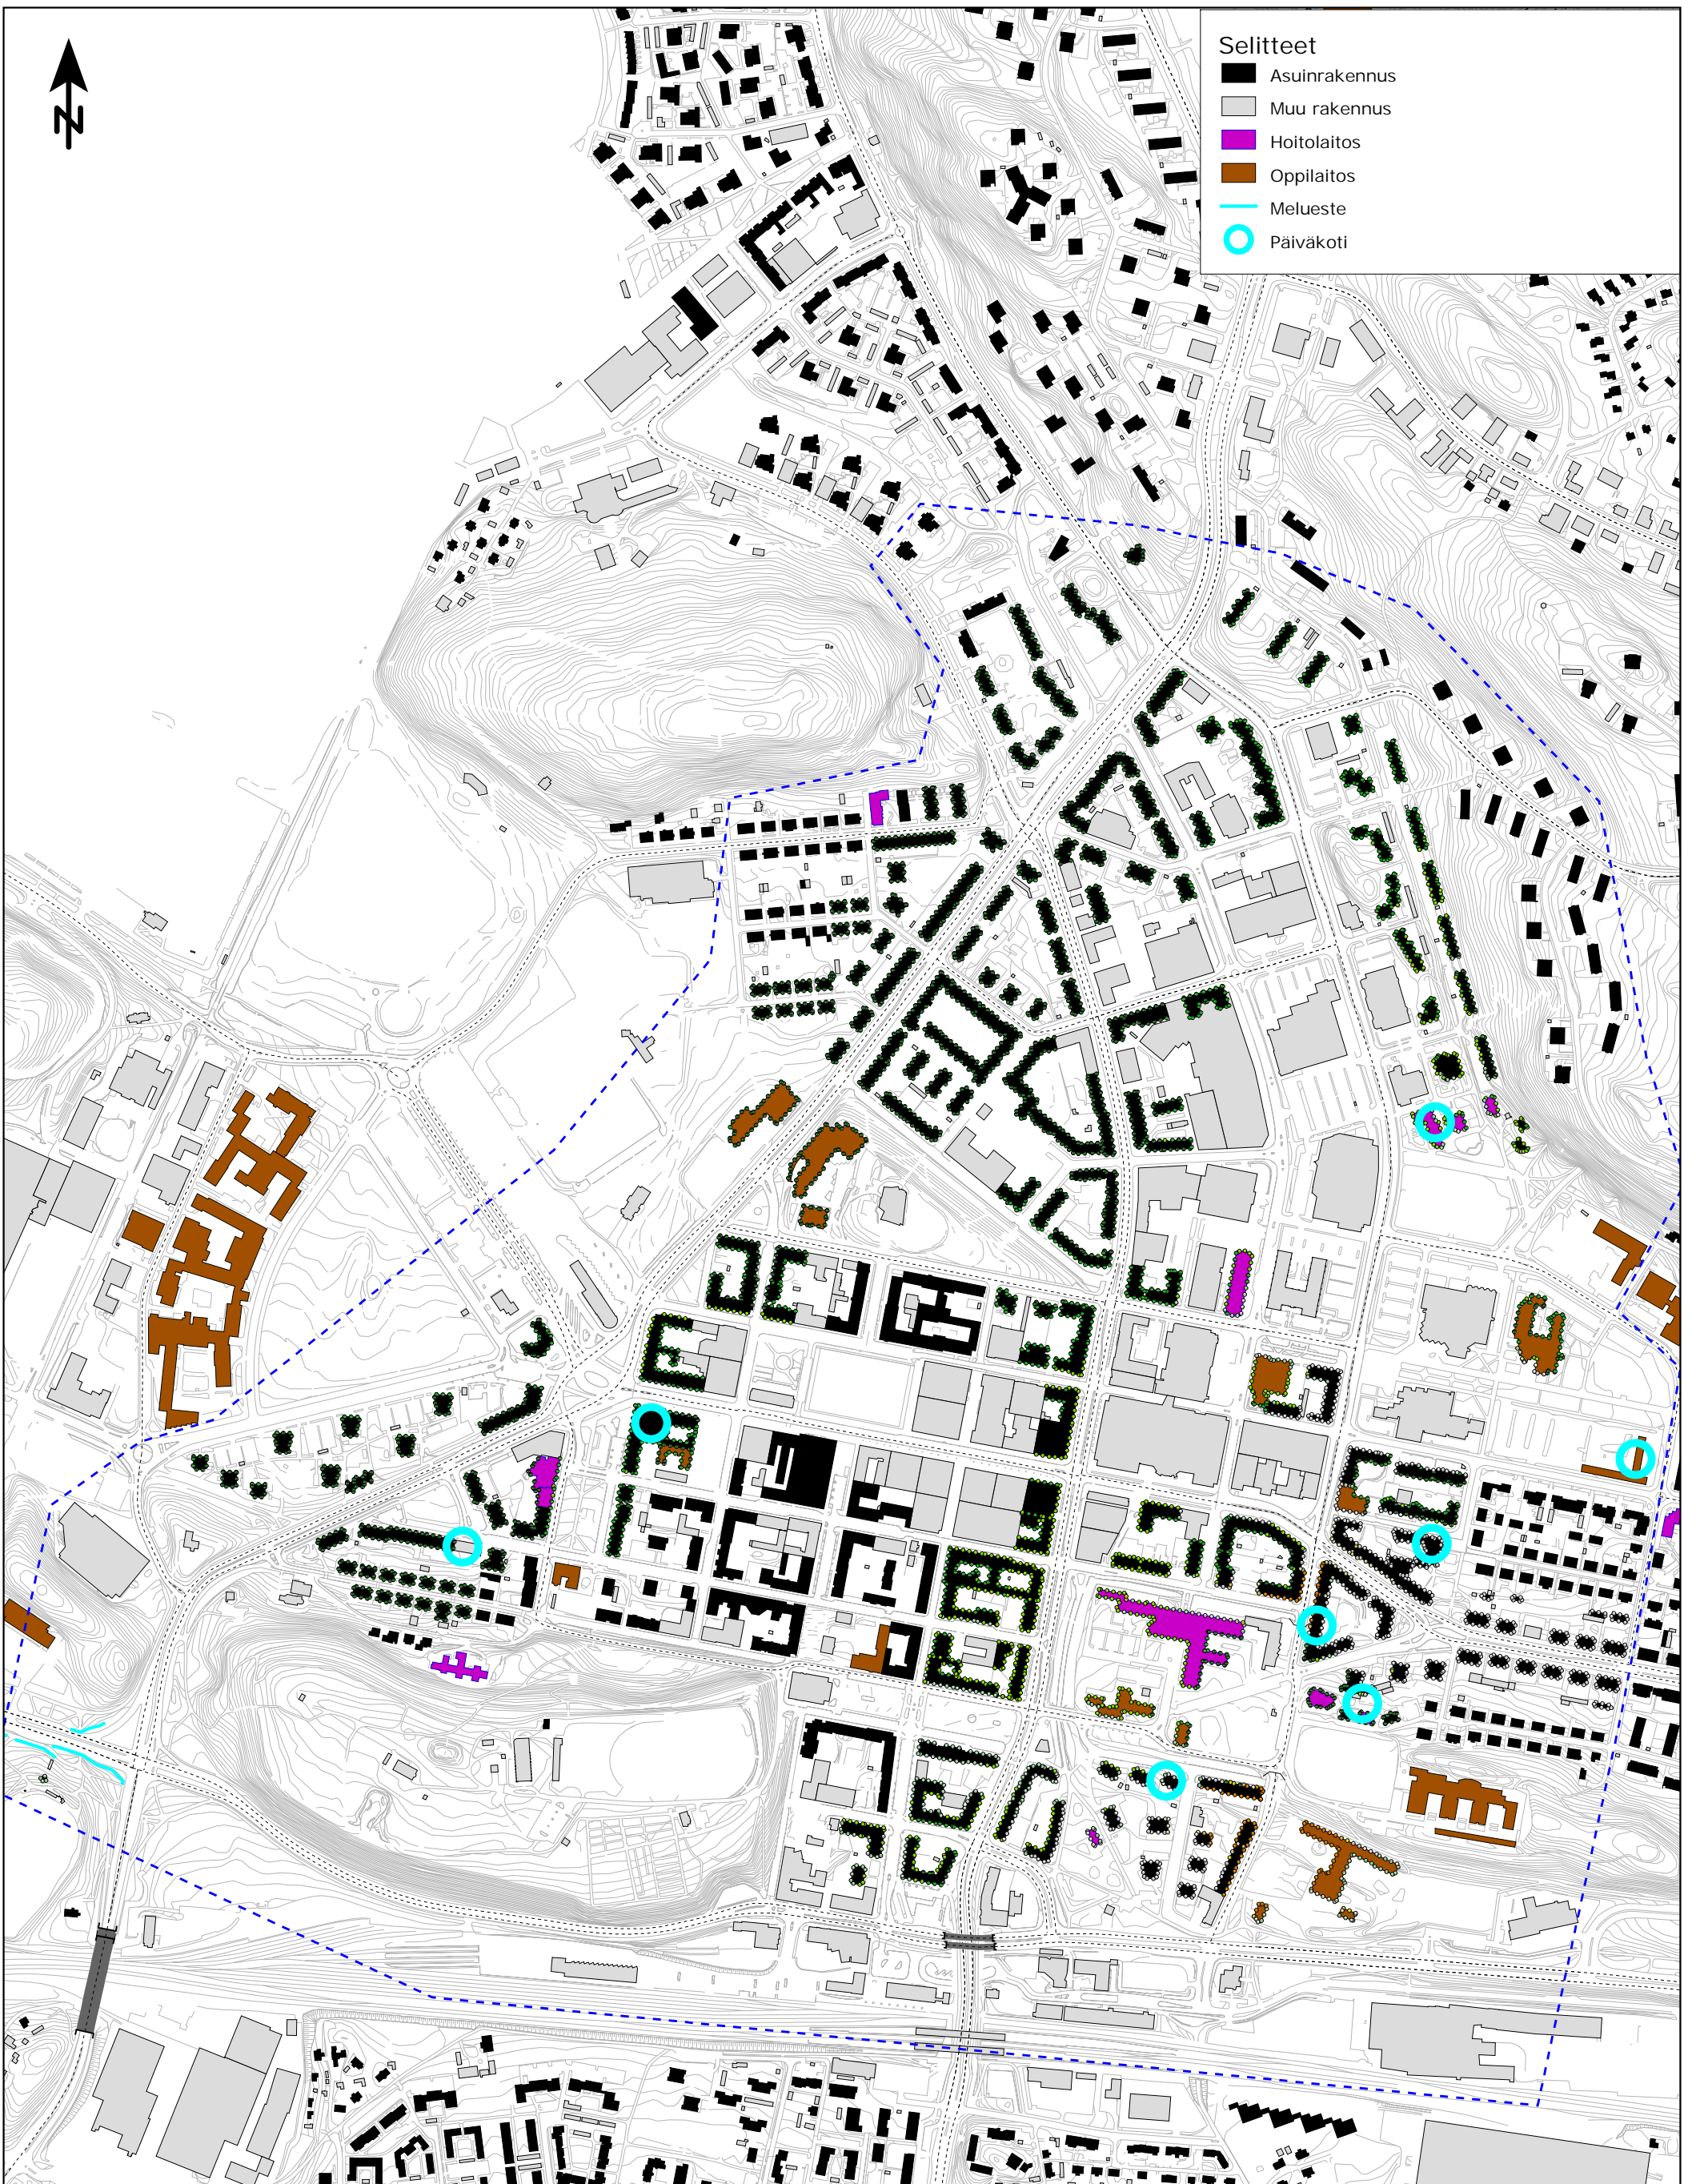 N
Selitteet
Asuinrakennus
Muu rakennus
Hoitolaitos
Oppilaitos
Melueste
Päiväkoti